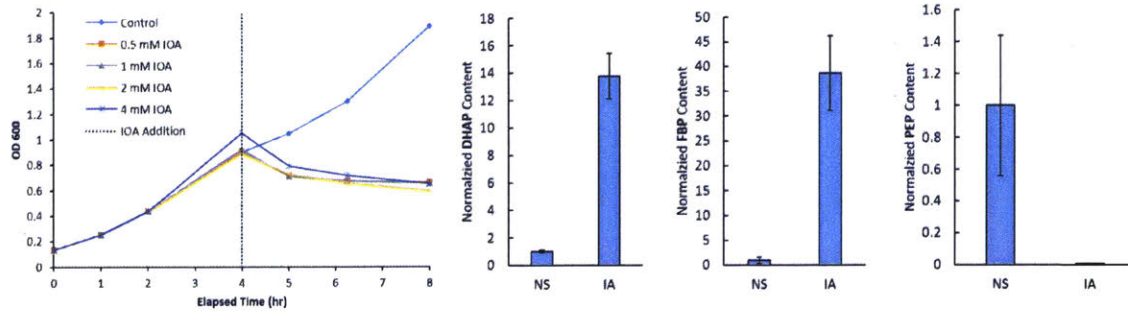 OD 600
2
1.8
1.6
1.4
1.2
1
0.8
0.6
0.4
0.2
0
Control
0.5 mM IOA
1 mM IOA
2 mM IOA
4 mM IOA
IOA Addition
0 1 2 3 4 5 6 7 8
Elapsed Time (hr)
Normalzied DHAP Content
18
16
14
12
10
8
6
4
2
0
NS IA
Normalzied FBP Content
50
45
40
35
30
25
20
15
10
5
0
NS IA
Normalzied PEP Content
1.6
1.4
1.2
1.0
0.8
0.6
0.4
0.2
0
NS IA